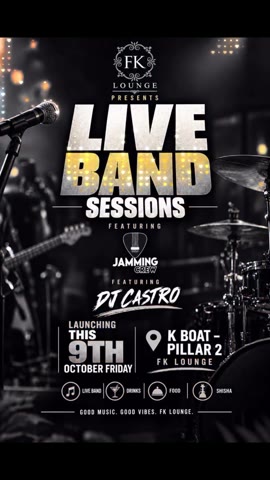 FK
LOUNGE
PRESENTS
LIVE
BAND
SESSIONS
FEATURING
JAMMING
CREW
FEATURING
DJ CASTRO
LAUNCHING
THIS
9TH
OCTOBER FRIDAY
K BOAT –
PILLAR 2
FK LOUNGE
LIVE BAND
DRINKS
FOOD
SHISHA
GOOD MUSIC. GOOD VIBES. FK LOUNGE.